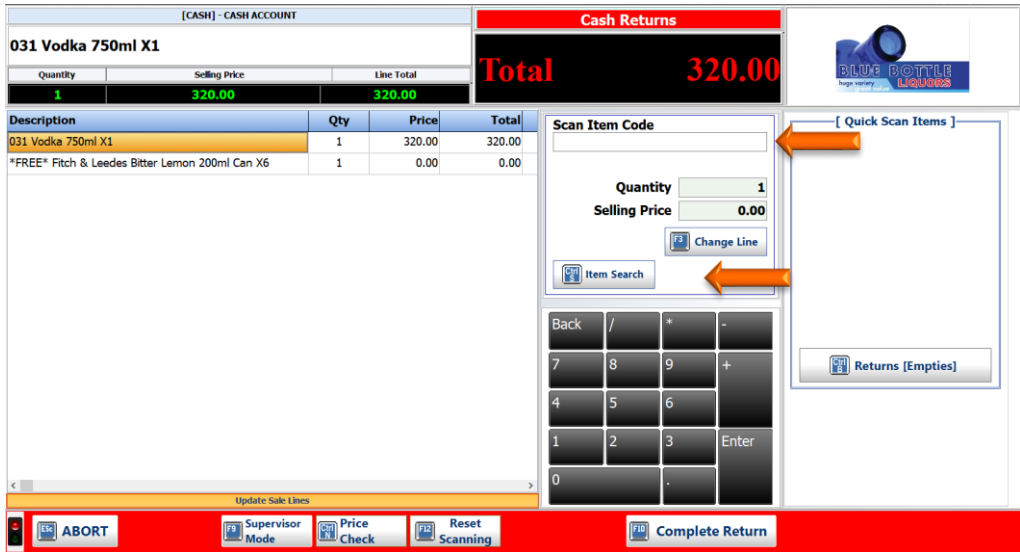 [CASH] - CASH ACCOUNT
031 Vodka 750ml X1
Quantity Selling Price Line Total
1 320.00 320.00
Cash Returns
Total 320.00
BLUE BOTTLE
huge variety LIQUORS
great value
Description Qty Price Total
031 Vodka 750ml X1 1 320.00 320.00
*FREE* Fitch & Leedes Bitter Lemon 200ml Can X6 1 0.00 0.00
Update Sale Lines
Scan Item Code
Quantity 1
Selling Price 0.00
F3 Change Line
Ctrl S Item Search
Back / * -
7 8 9 +
4 5 6
1 2 3 Enter
0 .
[ Quick Scan Items ]
Ctrl B Returns [Empties]
ESC ABORT
F9 Supervisor Mode
Ctrl N Price Check
F12 Reset Scanning
F10 Complete Return